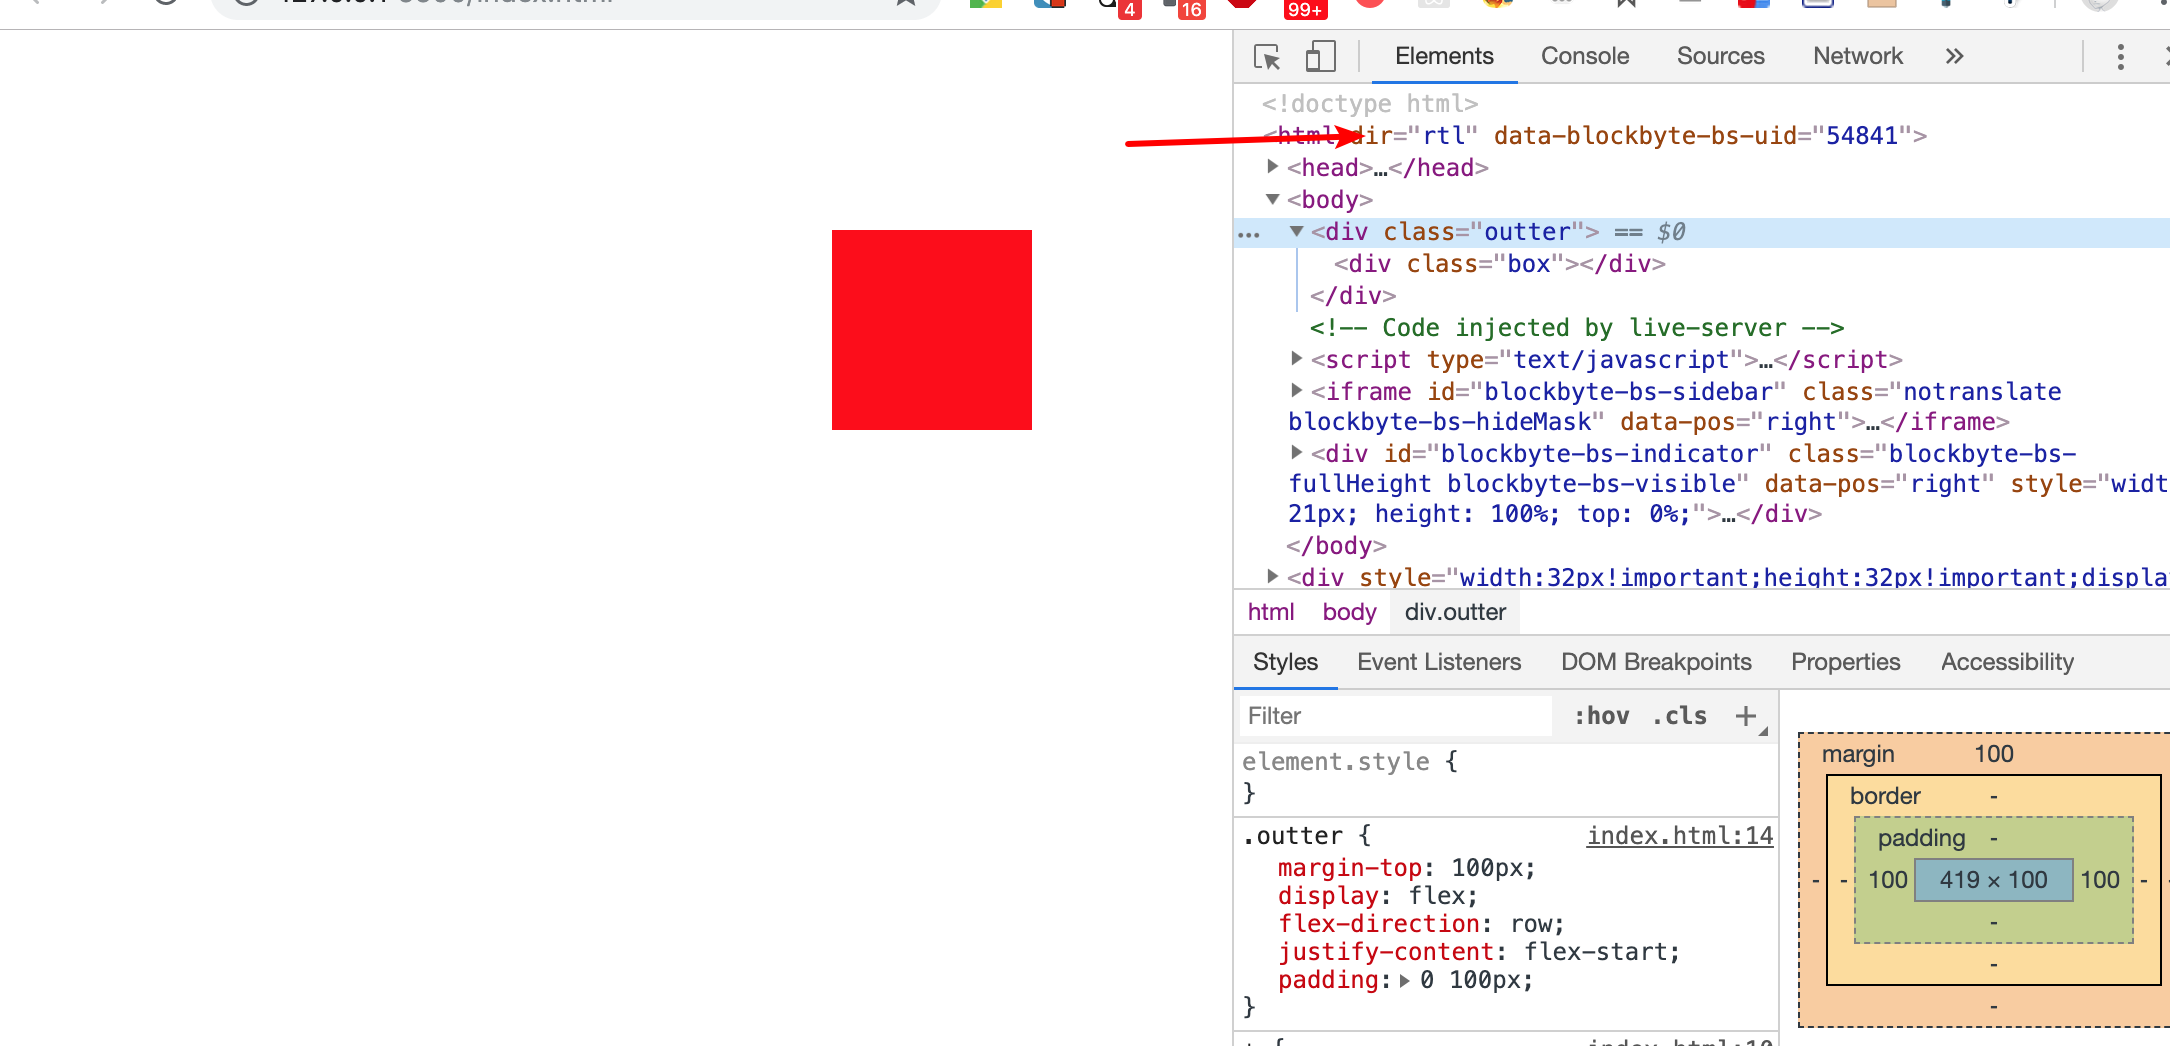 4
16
99+
Elements Console Sources Network »
<!doctype html>
<html dir="rtl" data-blockbyte-bs-uid="54841">
<head>…</head>
<body>
… <div class="outter"> == $0
<div class="box"></div>
</div>
<!-- Code injected by live-server -->
<script type="text/javascript">…</script>
<iframe id="blockbyte-bs-sidebar" class="notranslate
blockbyte-bs-hideMask" data-pos="right">…</iframe>
<div id="blockbyte-bs-indicator" class="blockbyte-bs-
fullHeight blockbyte-bs-visible" data-pos="right" style="widt
21px; height: 100%; top: 0%;">…</div>
</body>
<div style="width:32px!important;height:32px!important;displa
html body div.outter
Styles Event Listeners DOM Breakpoints Properties Accessibility
Filter :hov .cls +
element.style {
}
.outter { index.html:14
margin-top: 100px;
display: flex;
flex-direction: row;
justify-content: flex-start;
padding: 0 100px;
}
margin 100
border -
padding -
- - 100 419 × 100 100 -
-
-
-